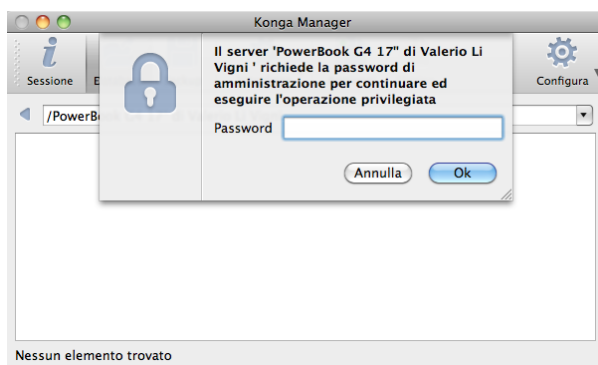 Konga Manager
Sessione
E
Configura
Il server 'PowerBook G4 17" di Valerio Li
Vigni ' richiede la password di
amministrazione per continuare ed
eseguire l'operazione privilegiata
Password
Annulla
Ok
/PowerBo
Nessun elemento trovato